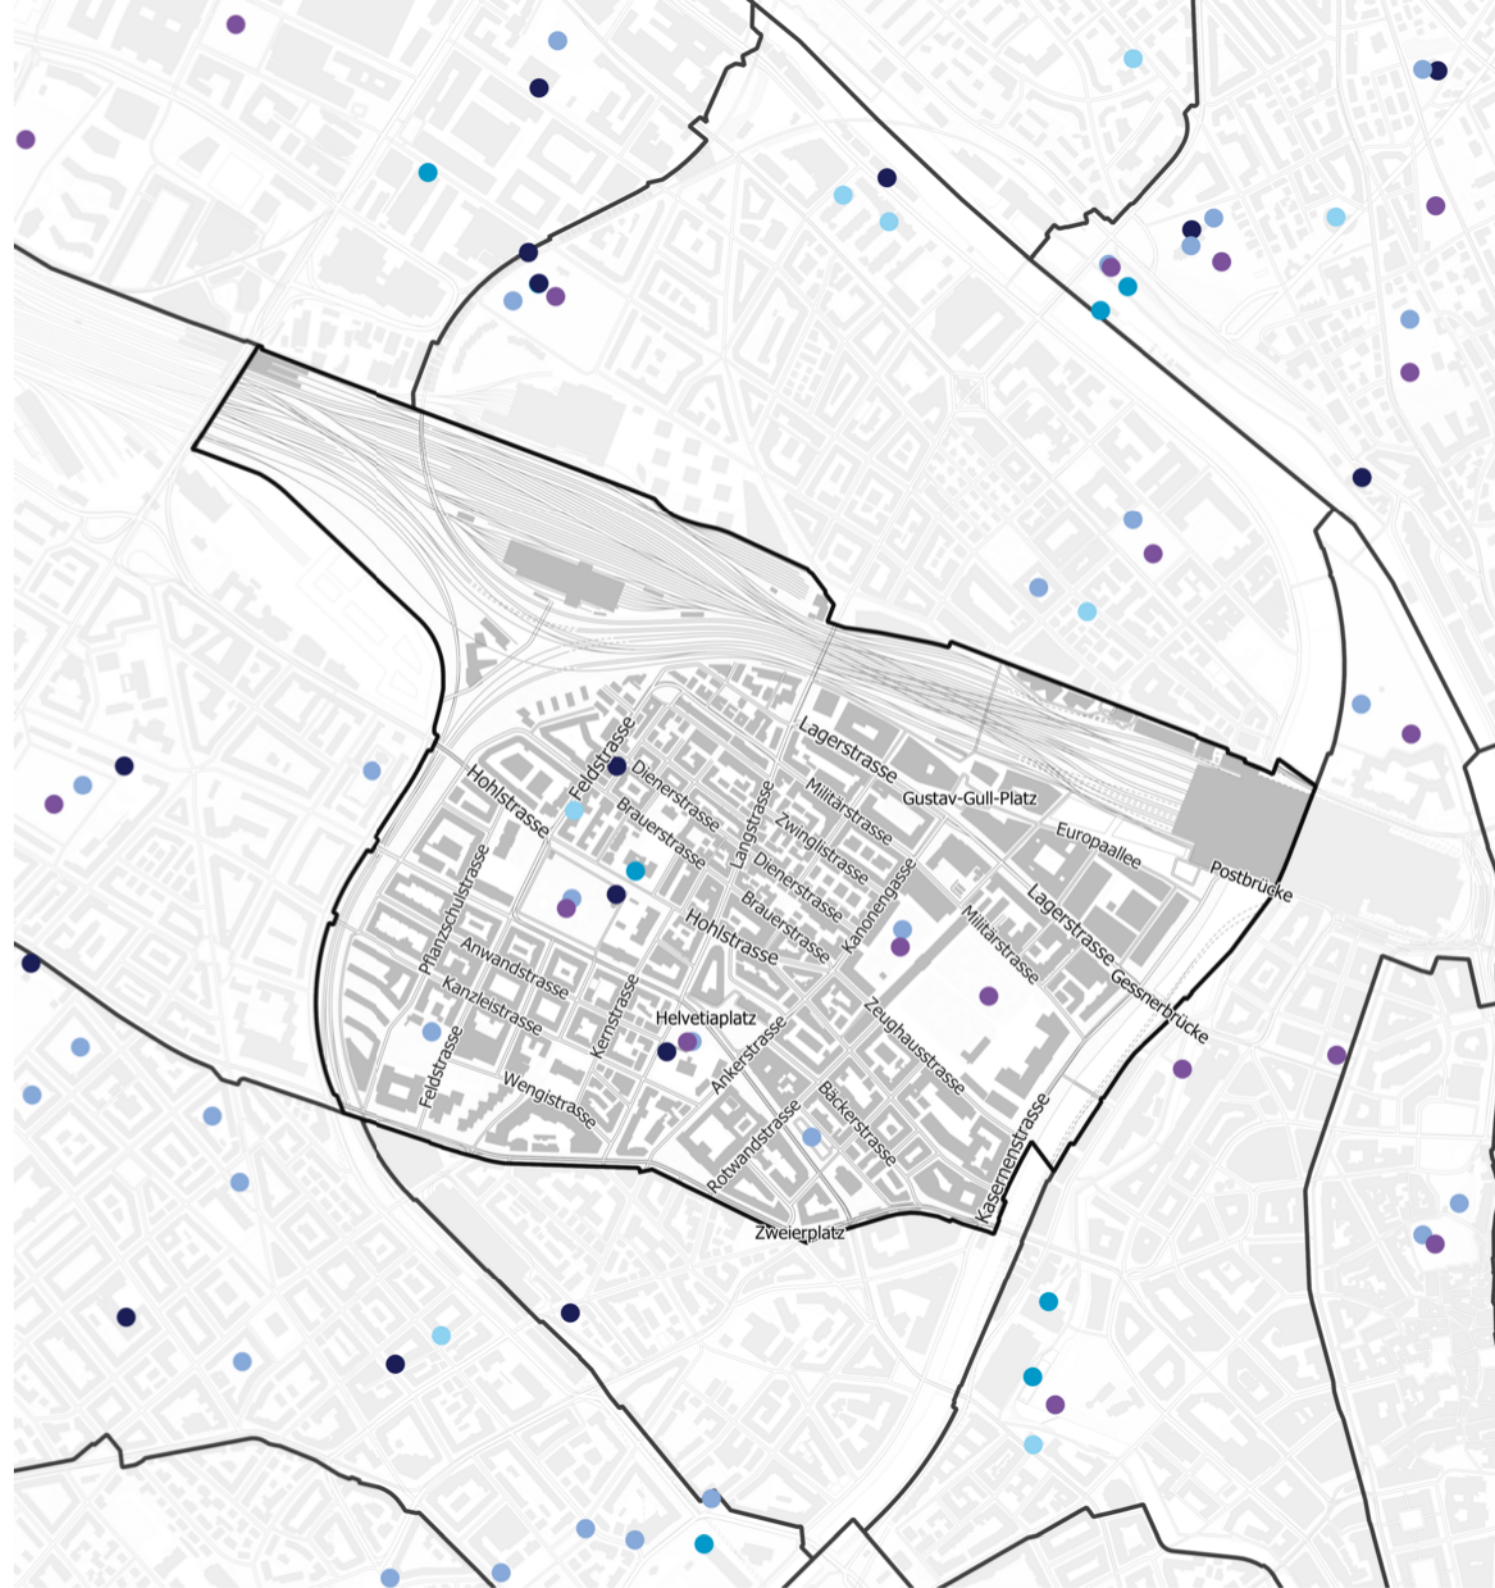 Lagerstrasse
Feldstrasse
Hohlstrasse
Dienerstrasse
Militärstrasse
Gustav-Gull-Platz
Brauerstrasse
Langstrasse
Zwinglistrasse
Europaallee
Dienerstrasse
Postbrücke
Pflanzschulstrasse
Brauerstrasse
Kanonengasse
Lagerstrasse
Hohlstrasse
Militärstrasse
Anwandstrasse
Kanzleistrasse
Kernstrasse
Gessnerbrücke
Helvetiaplatz
Zeughausstrasse
Feldstrasse
Ankerstrasse
Wengistrasse
Bäckerstrasse
Rotwandstrasse
Kasernenstrasse
Zweierplatz